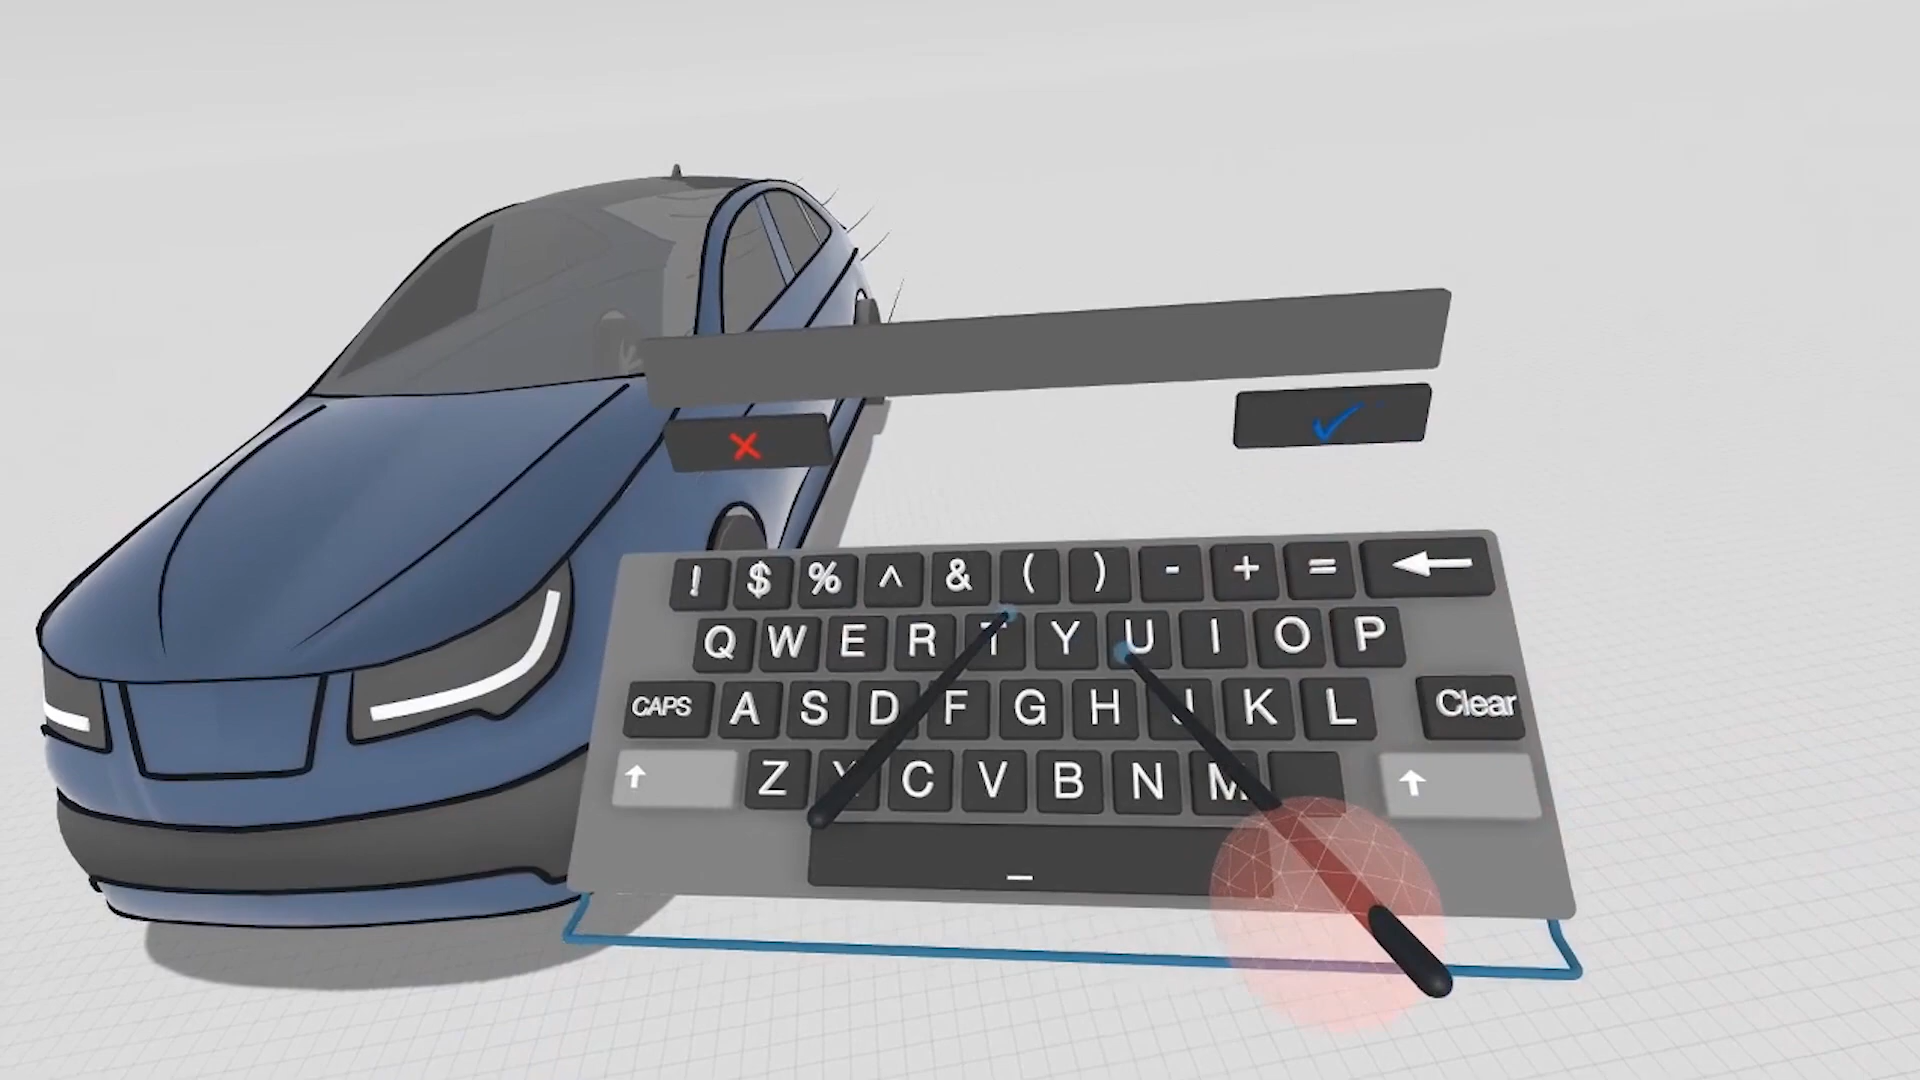 ! $ % ^ & ( ) - + =
Q W E R T Y U I O P
CAPS A S D F G H J K L Clear
Z X C V B N M
_